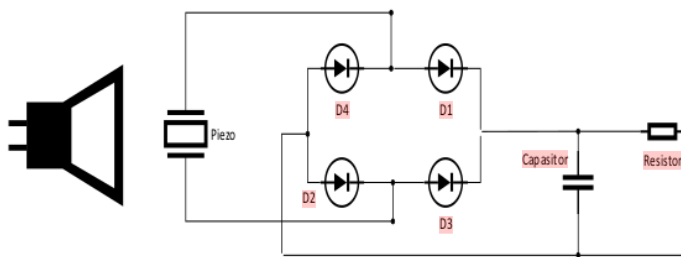 D4
D1
Piezo
Capasitor
Resistor
D2
D3